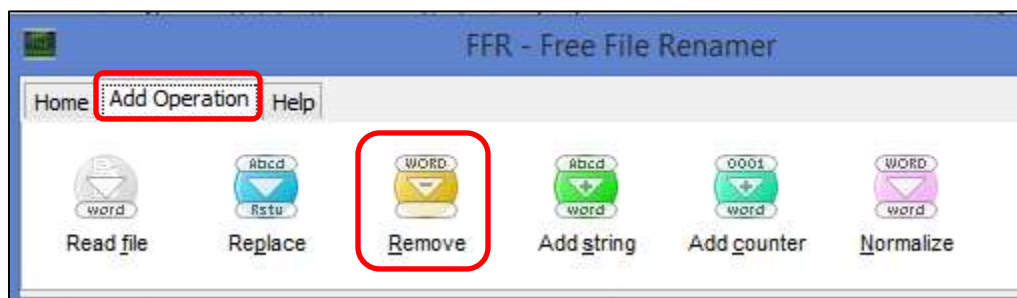 FFR - Free File Renamer
Home Add Operation Help
Abcd WORD Abcd 0001 WORD
word Rstu word word word
Read file Replace Remove Add string Add counter Normalize